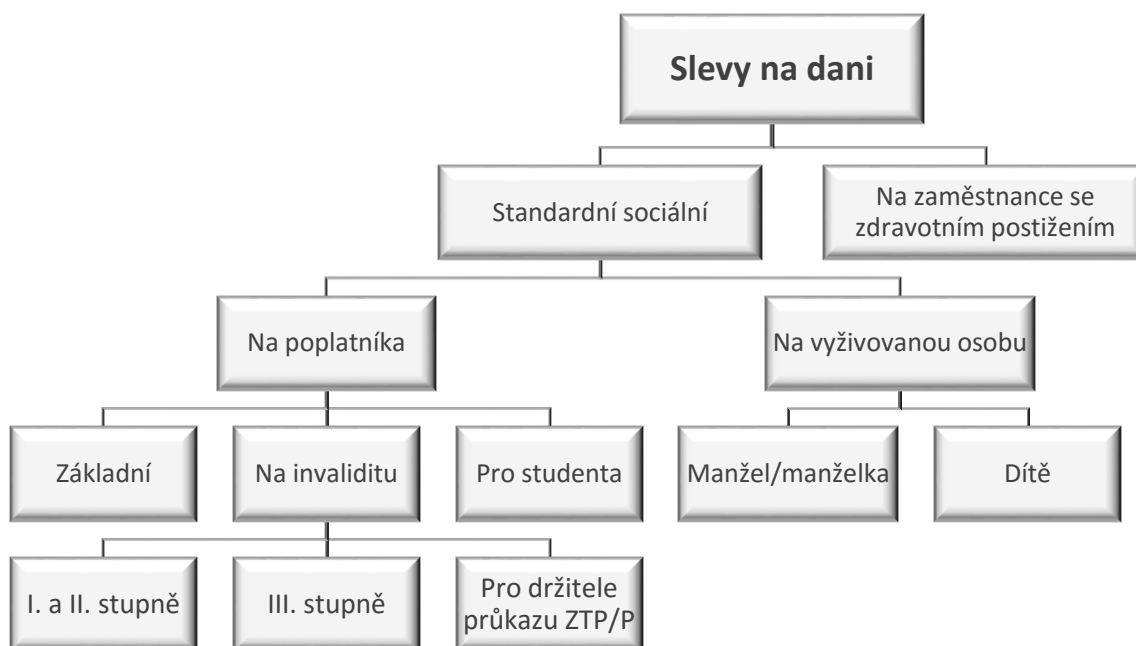 Slevy na dani
Standardní sociální
Na zaměstnance se
zdravotním postižením
Na poplatníka
Na vyživovanou osobu
Základní
Na invaliditu
Pro studenta
Manžel/manželka
Dítě
I. a II. stupně
III. stupně
Pro držitele
průkazu ZTP/P